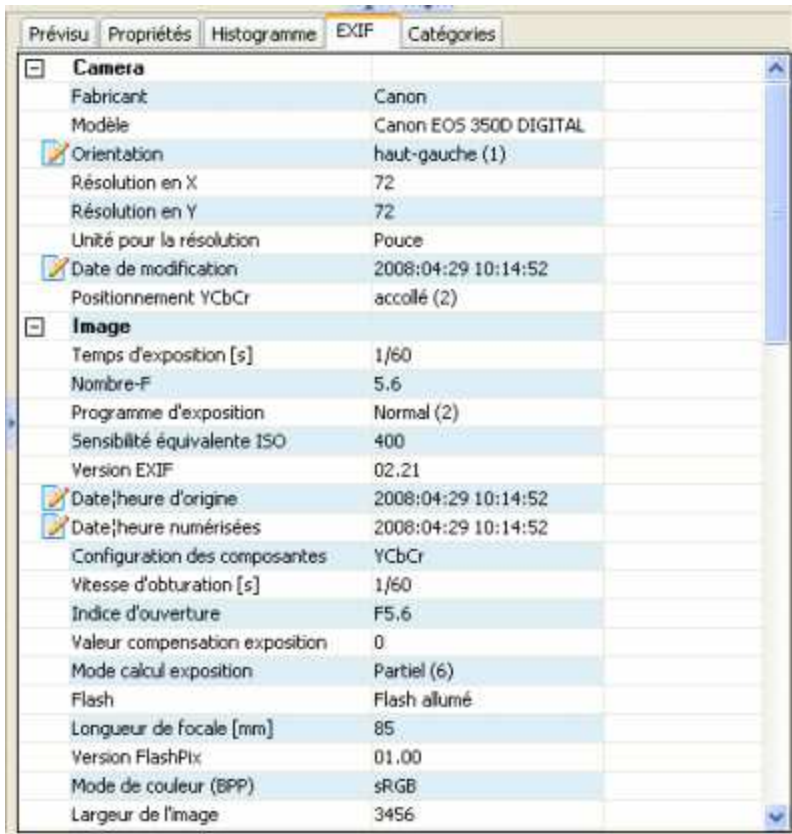 Prévisu Propriétés Histogramme EXIF Catégories
Camera
Fabricant Canon
Modèle Canon EOS 350D DIGITAL
Orientation haut-gauche (1)
Résolution en X 72
Résolution en Y 72
Unité pour la résolution Pouce
Date de modification 2008:04:29 10:14:52
Positionnement YCbCr accollé (2)
Image
Temps d'exposition [s] 1/60
Nombre-F 5.6
Programme d'exposition Normal (2)
Sensibilité équivalente ISO 400
Version EXIF 02.21
Date¦heure d'origine 2008:04:29 10:14:52
Date¦heure numérisées 2008:04:29 10:14:52
Configuration des composantes YCbCr
Vitesse d'obturation [s] 1/60
Indice d'ouverture F5.6
Valeur compensation exposition 0
Mode calcul exposition Partiel (6)
Flash Flash allumé
Longueur de focale [mm] 85
Version FlashPix 01.00
Mode de couleur (BPP) sRGB
Largeur de l'image 3456